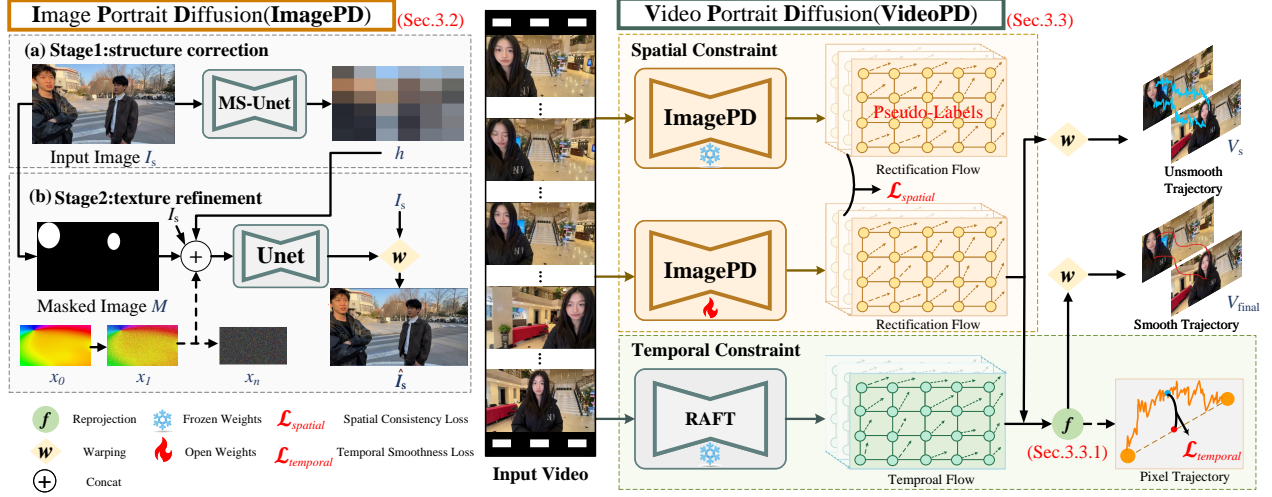 Image Portrait Diffusion(ImagePD)
(Sec.3.2)
(a) Stage1:structure correction
MS-Unet
Input Image Is
h
(b) Stage2:texture refinement
Is
Is
+
Unet
w
Masked Image M
x0
x1
xn
Îs
f
Reprojection
Frozen Weights
ℒspatial
Spatial Consistency Loss
w
Warping
Open Weights
ℒtemporal
Temporal Smoothness Loss
+
Concat
Input Video
Video Portrait Diffusion(VideoPD)
(Sec.3.3)
Spatial Constraint
ImagePD
Pseudo-Labels
Rectification Flow
ℒspatial
ImagePD
Rectification Flow
w
Vs
Unsmooth
Trajectory
w
Vfinal
Smooth Trajectory
Temporal Constraint
RAFT
Temproal Flow
f
(Sec.3.3.1)
ℒtemporal
Pixel Trajectory